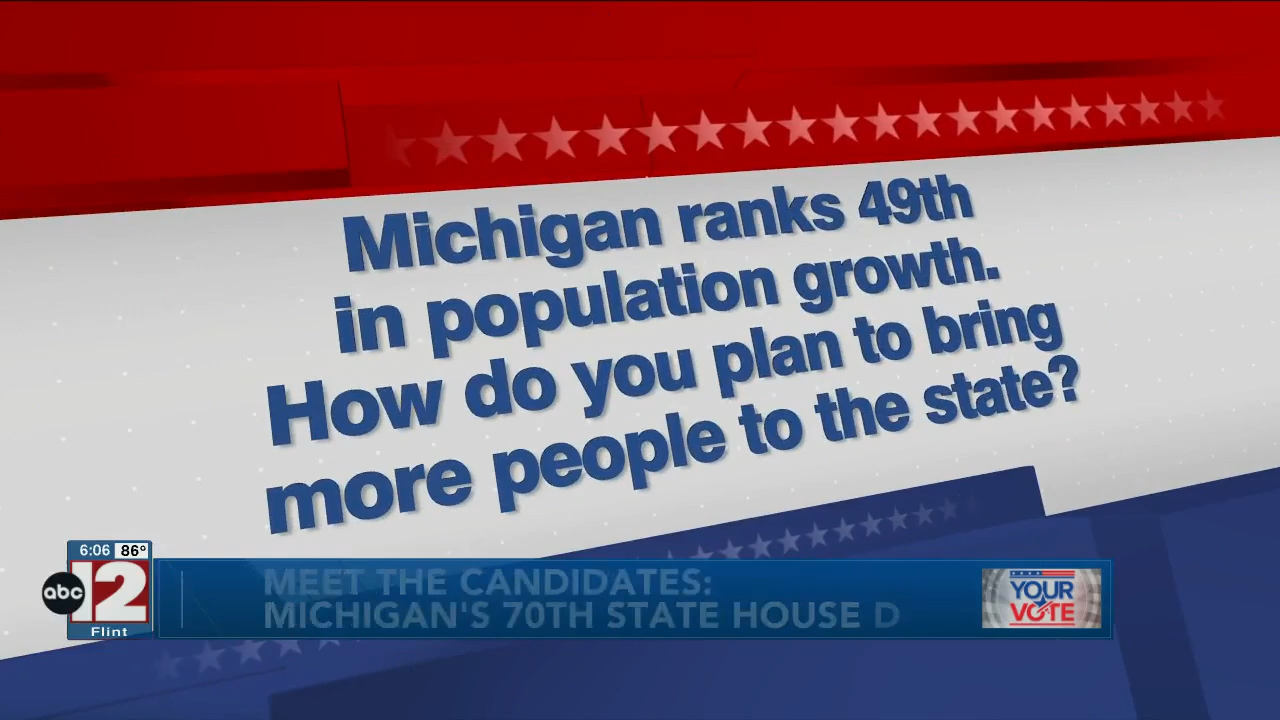 Michigan ranks 49th
in population growth.
How do you plan to bring
more people to the state?
6:06 86°
abc 12
Flint
MEET THE CANDIDATES:
MICHIGAN'S 70TH STATE HOUSE D
YOUR
VOTE